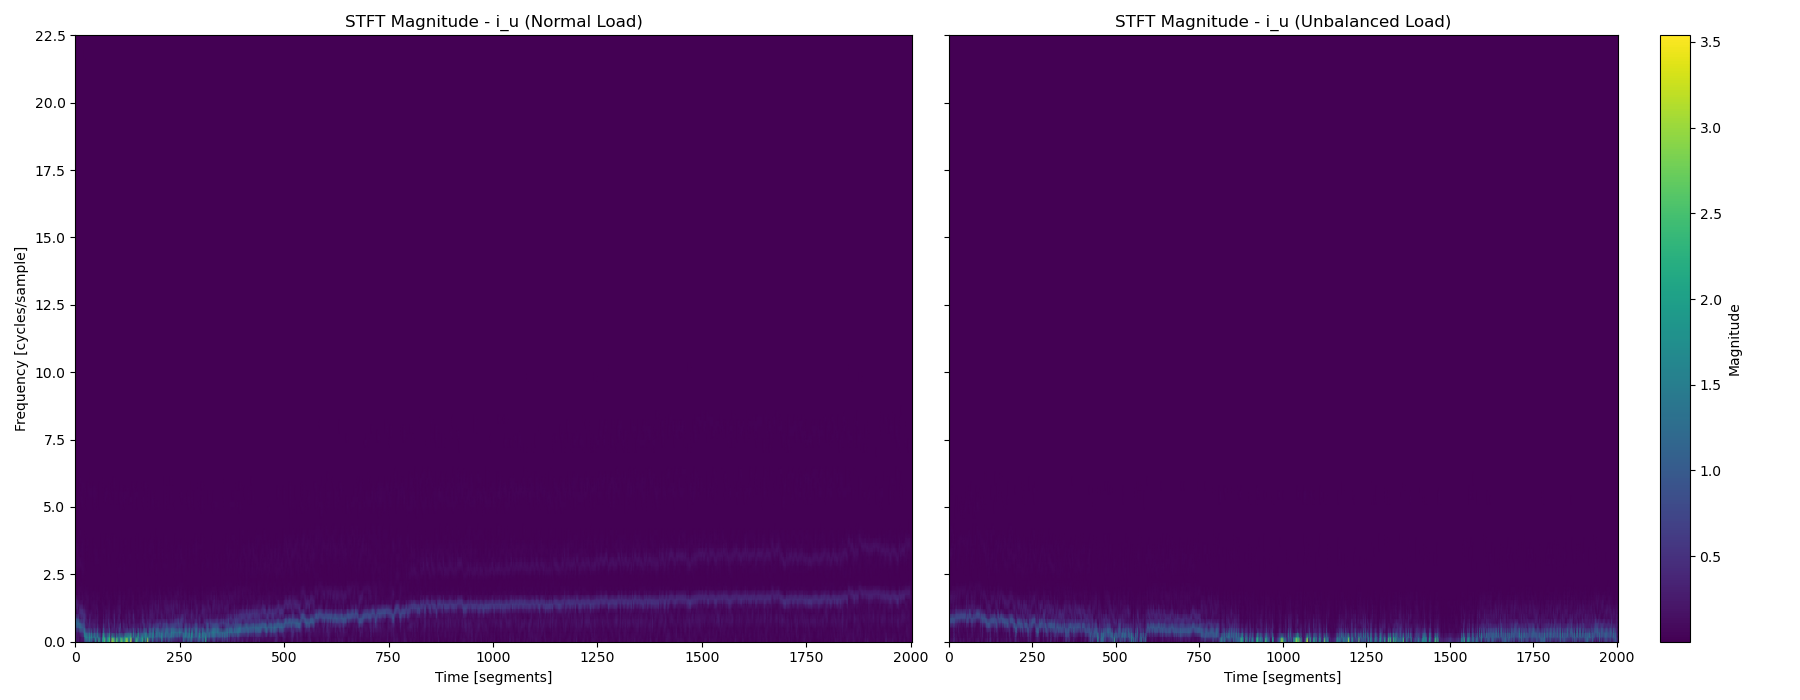 STFT Magnitude - i_u (Normal Load)
STFT Magnitude - i_u (Unbalanced Load)
22.5
20.0
17.5
15.0
12.5
10.0
7.5
5.0
2.5
0.0
Frequency [cycles/sample]
0 250 500 750 1000 1250 1500 1750 2000
Time [segments]
0 250 500 750 1000 1250 1500 1750 2000
Time [segments]
3.5
3.0
2.5
2.0
1.5
1.0
0.5
Magnitude